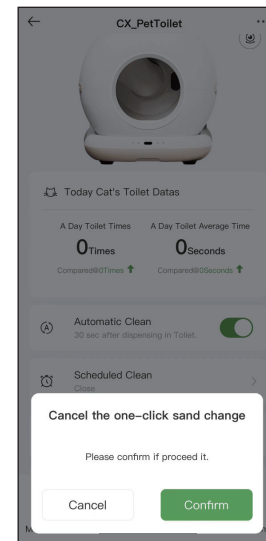 CX_PetToilet
Today Cat's Toilet Datas
A Day Toilet Times
A Day Toilet Average Time
0Times
0Seconds
Compared@0Times
Compared@0Seconds
Automatic Clean
30 sec after dispensing in Toliet.
Scheduled Clean
Close
Cancel the one-click sand change
Please confirm if proceed it.
Cancel
Confirm